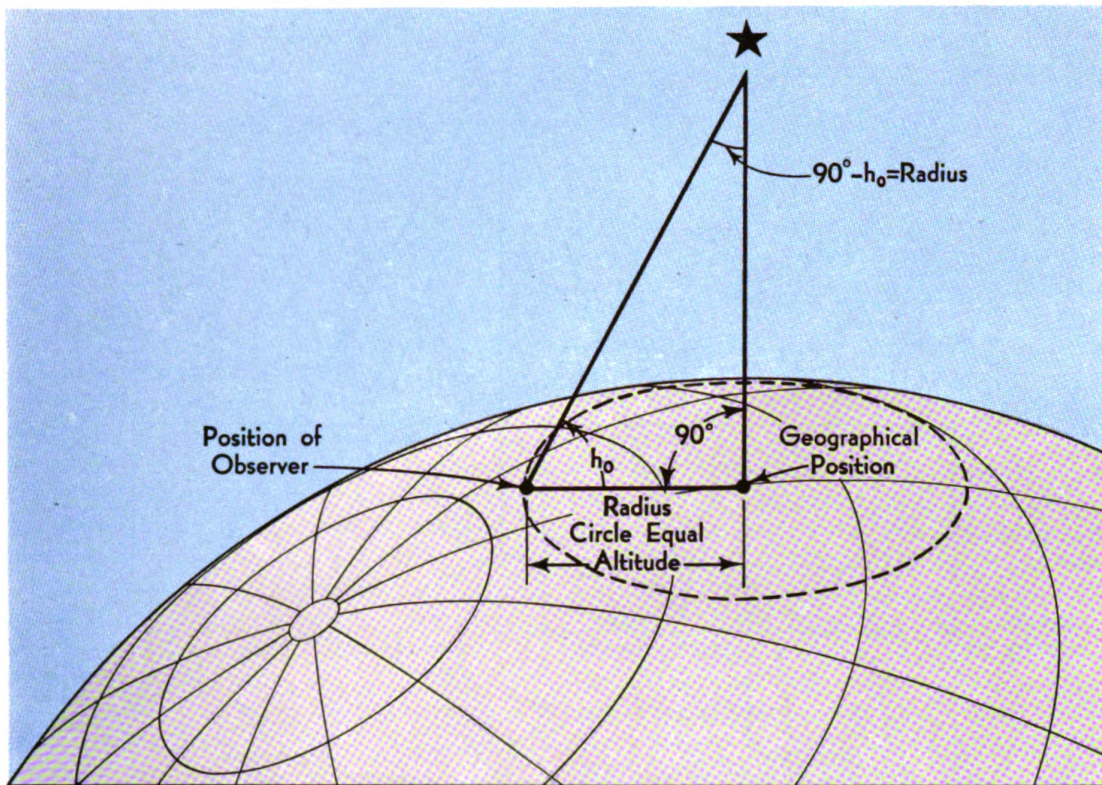 90°–h₀=Radius
Position of
Observer
h₀
90°
Geographical
Position
Radius
Circle Equal
Altitude